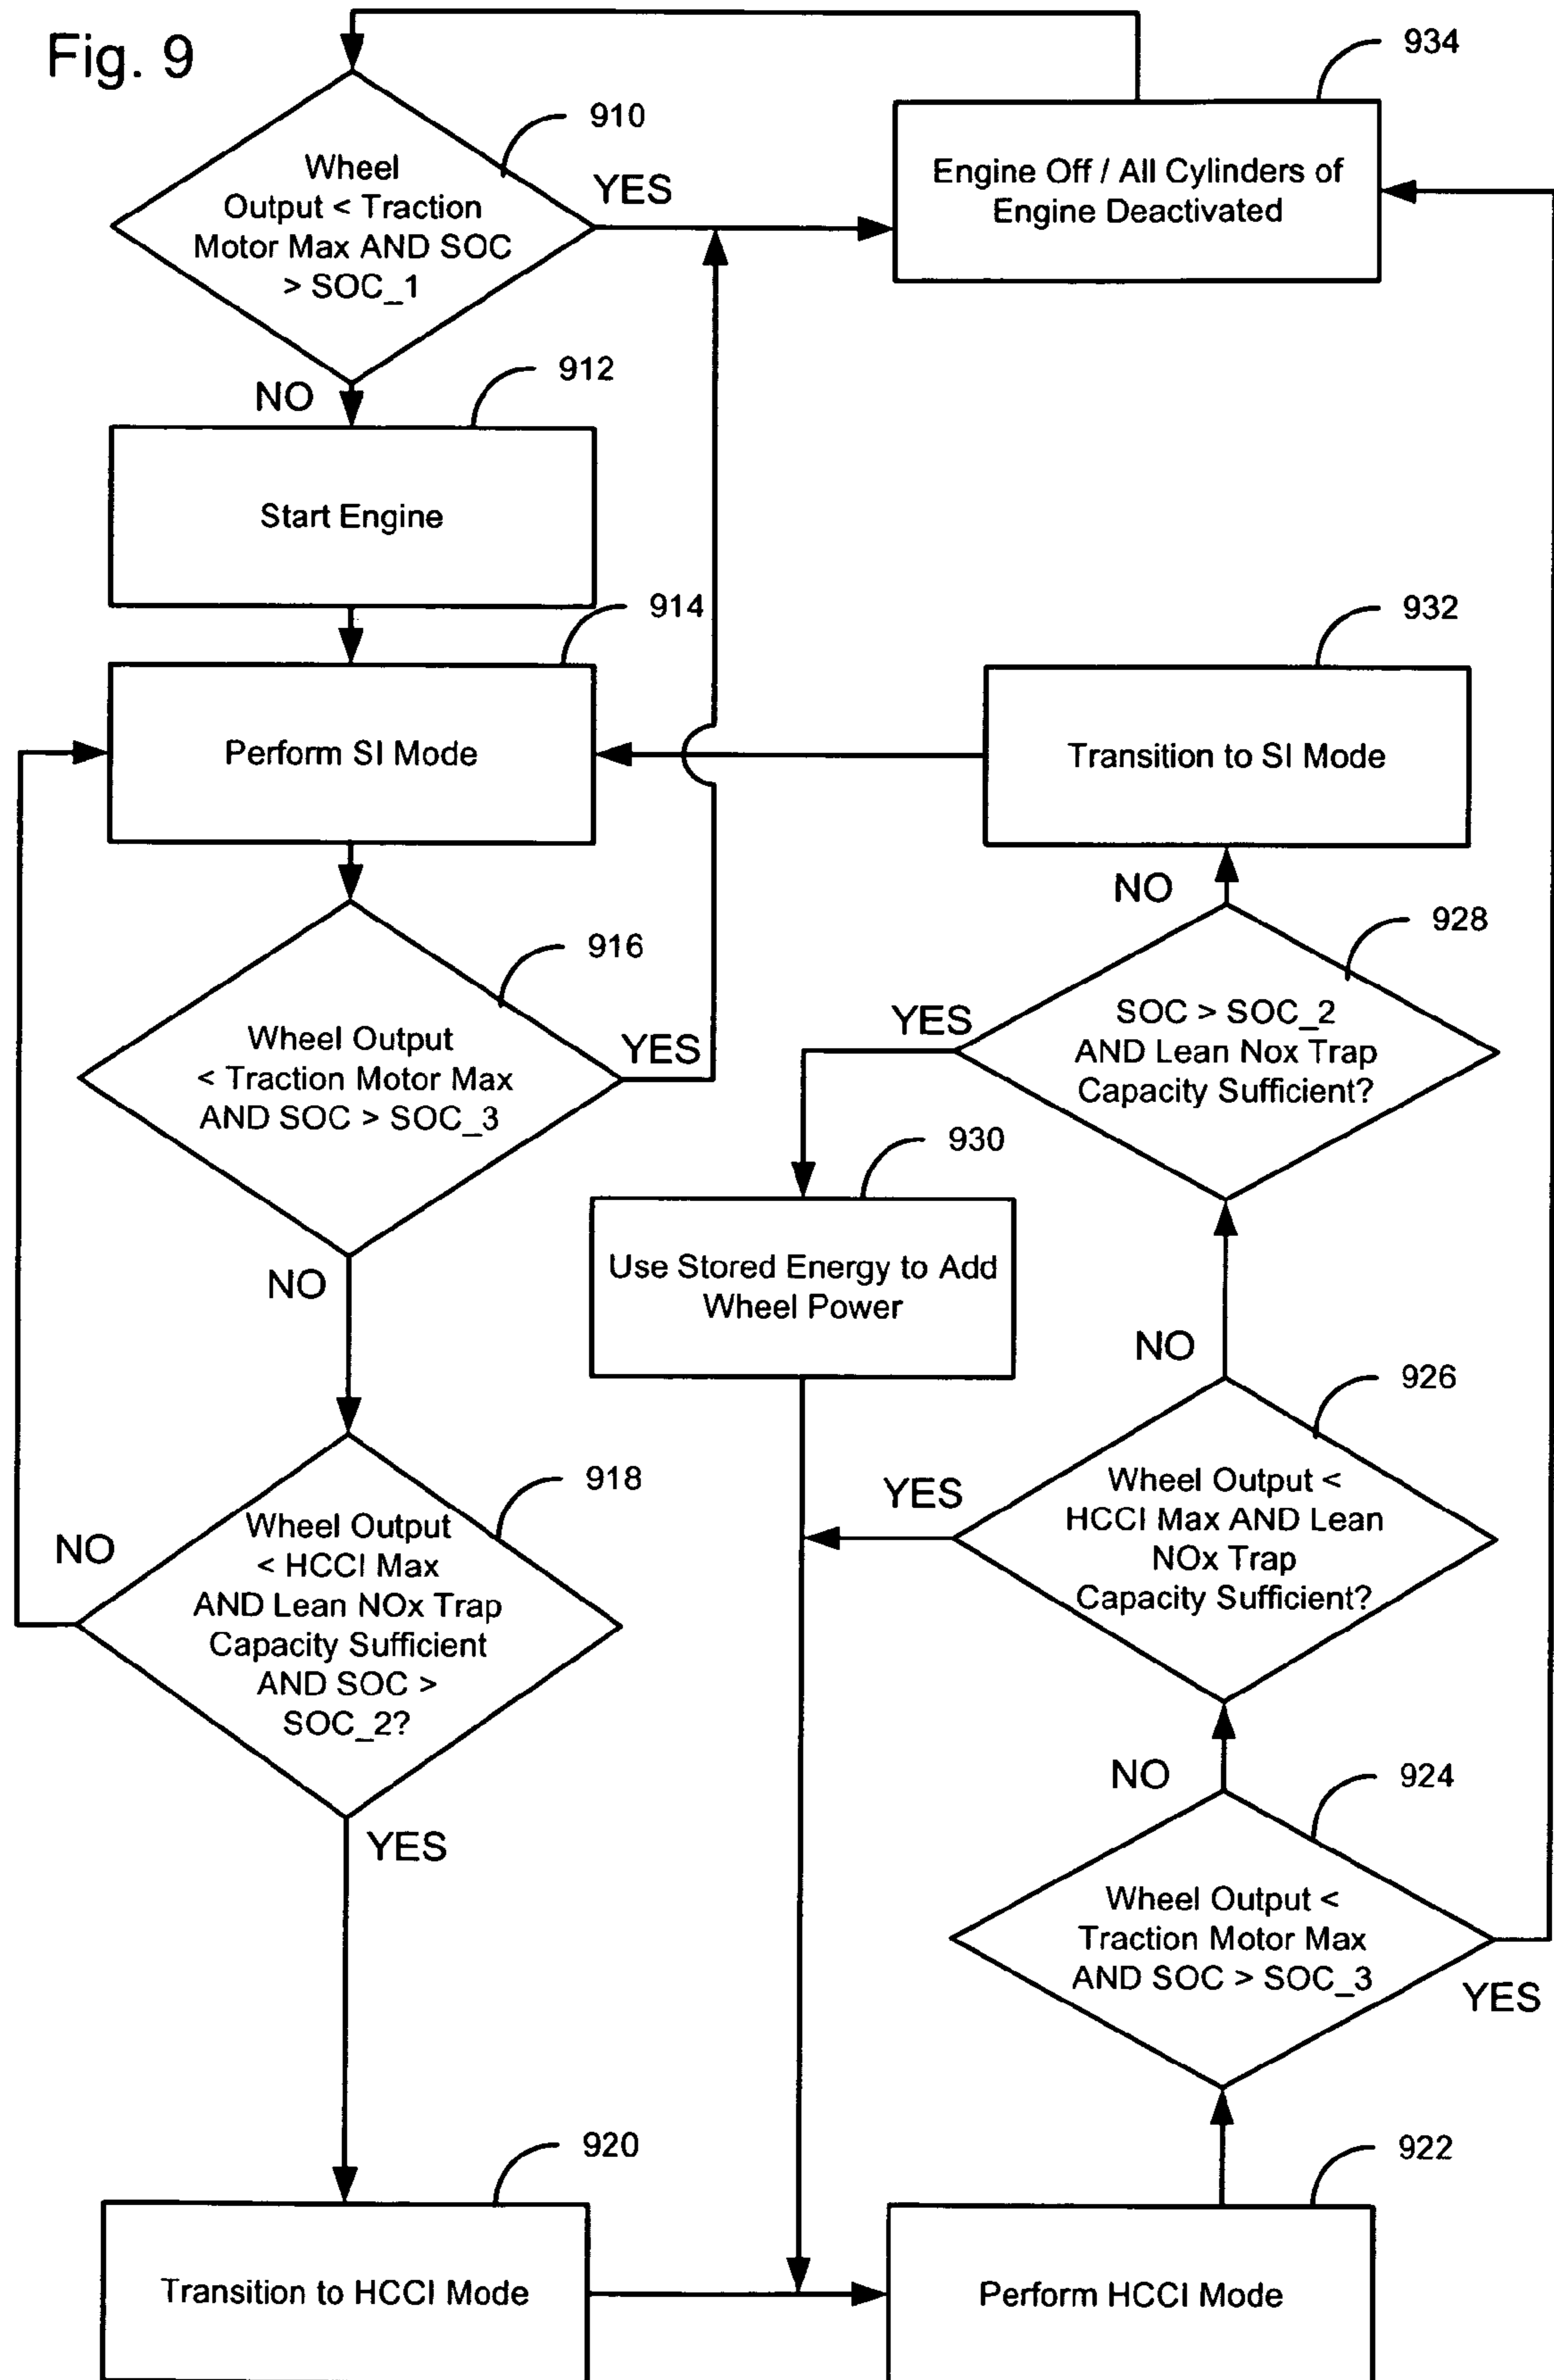 Fig. 9
934
910
Wheel
Output < Traction
Motor Max AND SOC
> SOC_1
YES
Engine Off / All Cylinders of
Engine Deactivated
NO
912
Start Engine
914
932
Perform SI Mode
Transition to SI Mode
NO
916
928
Wheel Output
< Traction Motor Max
AND SOC > SOC_3
YES
YES
SOC > SOC_2
AND Lean Nox Trap
Capacity Sufficient?
930
NO
Use Stored Energy to Add
Wheel Power
NO
926
918
Wheel Output
< HCCI Max
AND Lean NOx Trap
Capacity Sufficient
AND SOC >
SOC_2?
NO
YES
Wheel Output <
HCCI Max AND Lean
NOx Trap
Capacity Sufficient?
YES
NO
924
Wheel Output <
Traction Motor Max
AND SOC > SOC_3
YES
920
922
Transition to HCCI Mode
Perform HCCI Mode